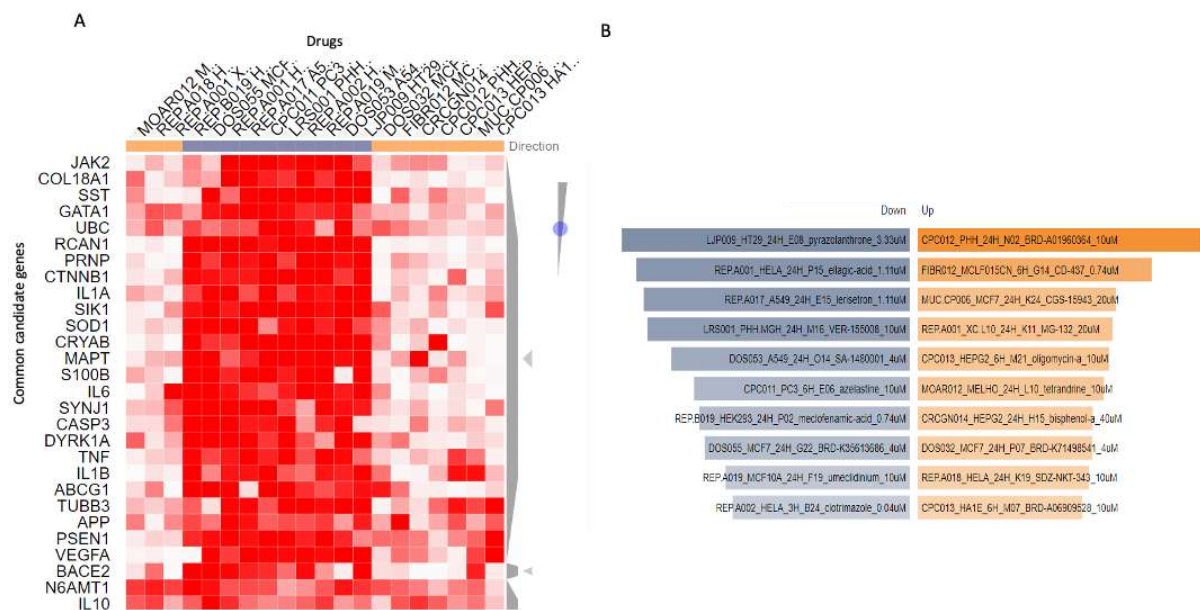 A
B
Drugs
MOAR012 M..
REP.A018 H..
REP.A001 X..
REP.B019 H..
DOS055 MCF..
REP.A001 H..
REP.A017 A5..
CPC011 PC3..
LRS001 PHH..
REP.A002 H..
REP.A019 M..
DOS053 A54..
LJP009 HT29..
DOS032 MCF..
FIBR012 MC..
CRCGN014 ..
CPC012 PHH..
CPC013 HEP..
MUC.CP006 ..
CPC013 HA1..
Direction
Common candidate genes
JAK2
COL18A1
SST
GATA1
UBC
RCAN1
PRNP
CTNNB1
IL1A
SIK1
SOD1
CRYAB
MAPT
S100B
IL6
SYNJ1
CASP3
DYRK1A
TNF
IL1B
ABCG1
TUBB3
APP
PSEN1
VEGFA
BACE2
N6AMT1
IL10
Down Up
LJP009_HT29_24H_E08_pyrazolanthrone_3.33uM CPC012_PHH_24H_N02_BRD-A01960364_10uM
REP.A001_HELA_24H_P15_ellagic-acid_1.11uM FIBR012_MCLF015CN_6H_G14_CD-437_0.74uM
REP.A017_A549_24H_E15_lerisetron_1.11uM MUC.CP006_MCF7_24H_K24_CGS-15943_20uM
LRS001_PHH.MGH_24H_M16_VER-155008_10uM REP.A001_XC.L10_24H_K11_MG-132_20uM
DOS053_A549_24H_O14_SA-1480001_4uM CPC013_HEPG2_6H_M21_oligomycin-a_10uM
CPC011_PC3_6H_E06_azelastine_10uM MOAR012_MELHO_24H_L10_tetrandrine_10uM
REP.B019_HEK293_24H_P02_meclofenamic-acid_0.74uM CRCGN014_HEPG2_24H_H15_bisphenol-a_40uM
DOS055_MCF7_24H_G22_BRD-K35613686_4uM DOS032_MCF7_24H_P07_BRD-K71498541_4uM
REP.A019_MCF10A_24H_F19_umeclidinium_10uM REP.A018_HELA_24H_K19_SDZ-NKT-343_10uM
REP.A002_HELA_3H_B24_clotrimazole_0.04uM CPC013_HA1E_6H_M07_BRD-A06909528_10uM